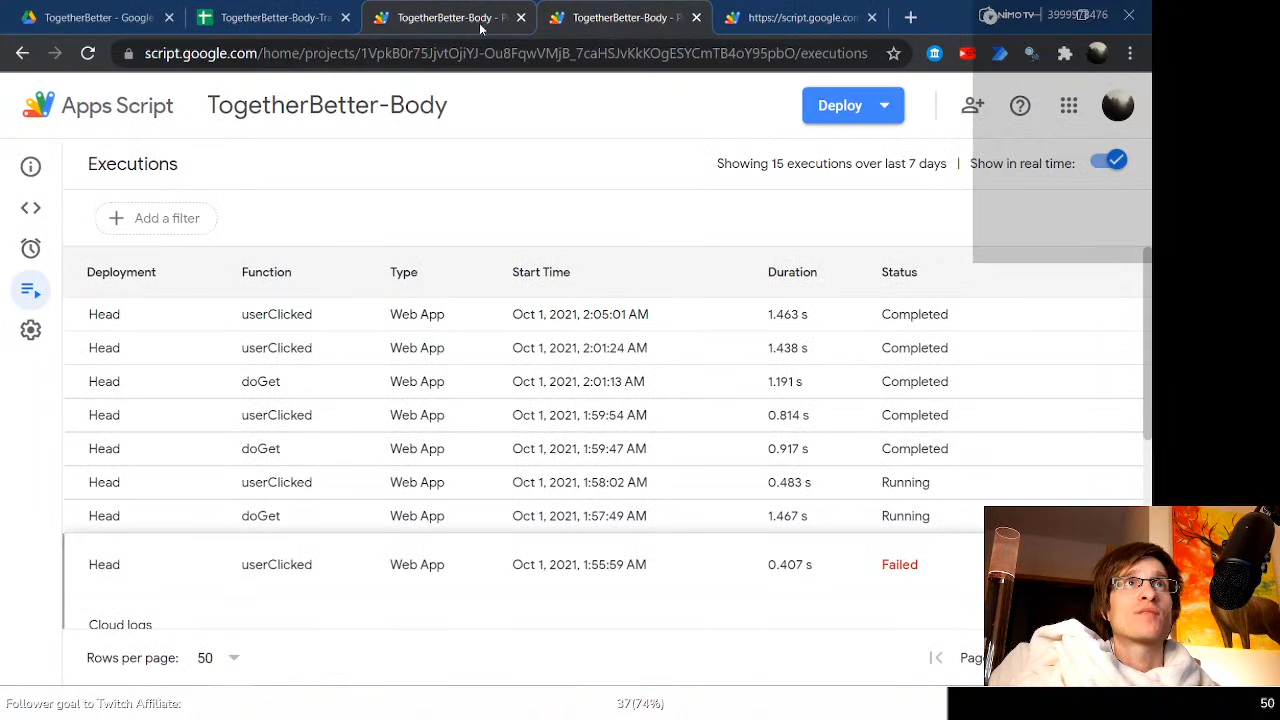 TogetherBetter - Google
TogetherBetter-Body-Tra
TogetherBetter-Body - P
TogetherBetter-Body - P
https://script.google.com
NIMO TV
script.google.com/home/projects/1VpkB0r75JjvtOjiYJ-Ou8FqwVMjB_7caHSJvKkKOgESYCmTB4oY95pbO/executions
Apps Script
TogetherBetter-Body
Deploy
Executions
Showing 15 executions over last 7 days
Show in real time:
Add a filter
Deployment Function Type Start Time Duration Status
Head userClicked Web App Oct 1, 2021, 2:05:01 AM 1.463 s Completed
Head userClicked Web App Oct 1, 2021, 2:01:24 AM 1.438 s Completed
Head doGet Web App Oct 1, 2021, 2:01:13 AM 1.191 s Completed
Head userClicked Web App Oct 1, 2021, 1:59:54 AM 0.814 s Completed
Head doGet Web App Oct 1, 2021, 1:59:47 AM 0.917 s Completed
Head userClicked Web App Oct 1, 2021, 1:58:02 AM 0.483 s Running
Head doGet Web App Oct 1, 2021, 1:57:49 AM 1.467 s Running
Head userClicked Web App Oct 1, 2021, 1:55:59 AM 0.407 s Failed
Cloud logs
Rows per page: 50
Pag
Follower goal to Twitch Affiliate: 37(74%) 50